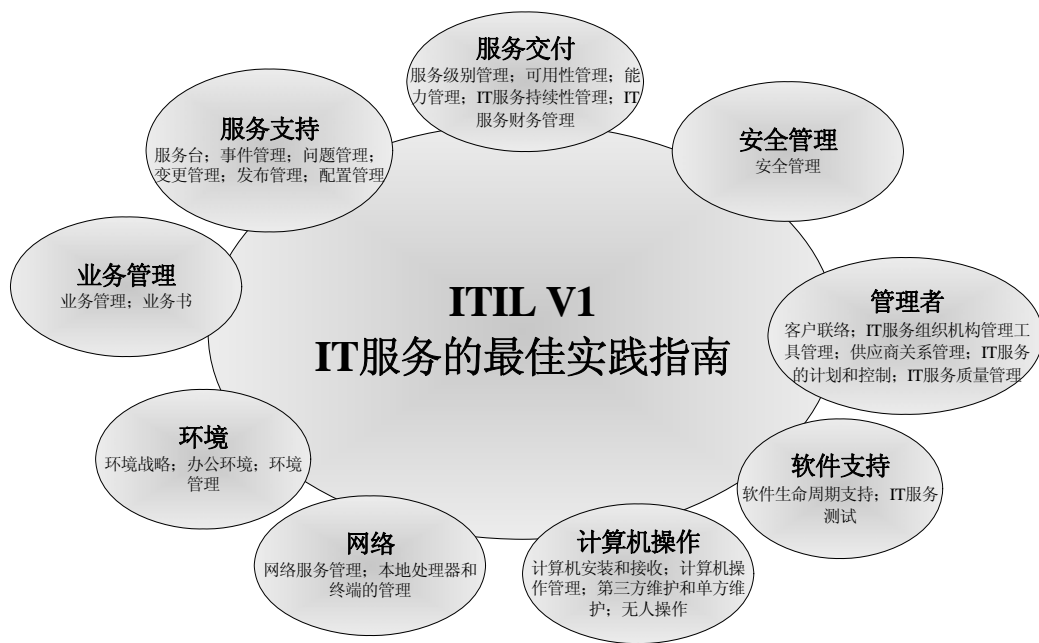 服务交付
服务级别管理；可用性管理；能
力管理；IT服务持续性管理；IT
服务财务管理
服务支持
服务台；事件管理；问题管理；
变更管理；发布管理；配置管理
安全管理
安全管理
业务管理
业务管理；业务书
ITIL V1
IT服务的最佳实践指南
管理者
客户联络；IT服务组织机构管理工
具管理；供应商关系管理；IT服务
的计划和控制；IT服务质量管理
环境
环境战略；办公环境；环境
管理
软件支持
软件生命周期支持；IT服务
测试
网络
网络服务管理；本地处理器和
终端的管理
计算机操作
计算机安装和接收；计算机操
作管理；第三方维护和单方维
护；无人操作